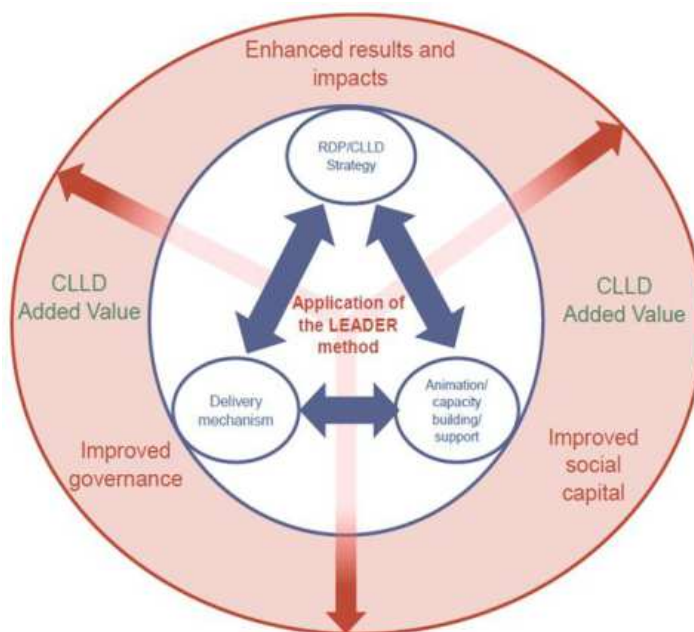 Enhanced results and
impacts
RDP/CLLD
Strategy
CLLD
Added Value
Application of
the LEADER
method
CLLD
Added Value
Delivery
mechanism
Animation/
capacity
building/
support
Improved
governance
Improved
social
capital